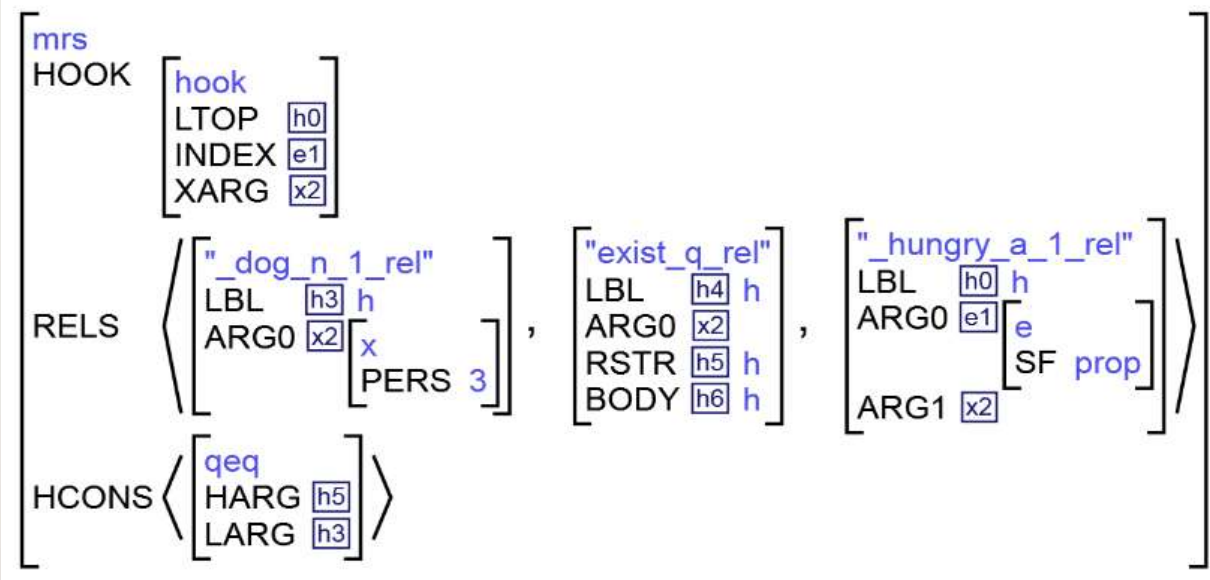 mrs
HOOK
hook
LTOP h0
INDEX e1
XARG x2
RELS
"_dog_n_1_rel"
LBL h3 h
ARG0 x2 x
PERS 3
,
"exist_q_rel"
LBL h4 h
ARG0 x2
RSTR h5 h
BODY h6 h
,
"_hungry_a_1_rel"
LBL h0 h
ARG0 e1 e
SF prop
ARG1 x2
HCONS
qeq
HARG h5
LARG h3